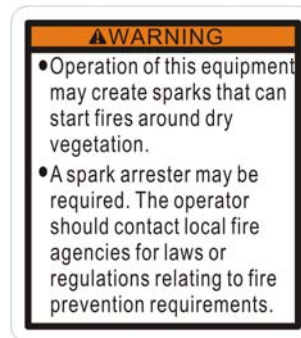 ⚠WARNING
•Operation of this equipment
may create sparks that can
start fires around dry
vegetation.
•A spark arrester may be
required. The operator
should contact local fire
agencies for laws or
regulations relating to fire
prevention requirements.